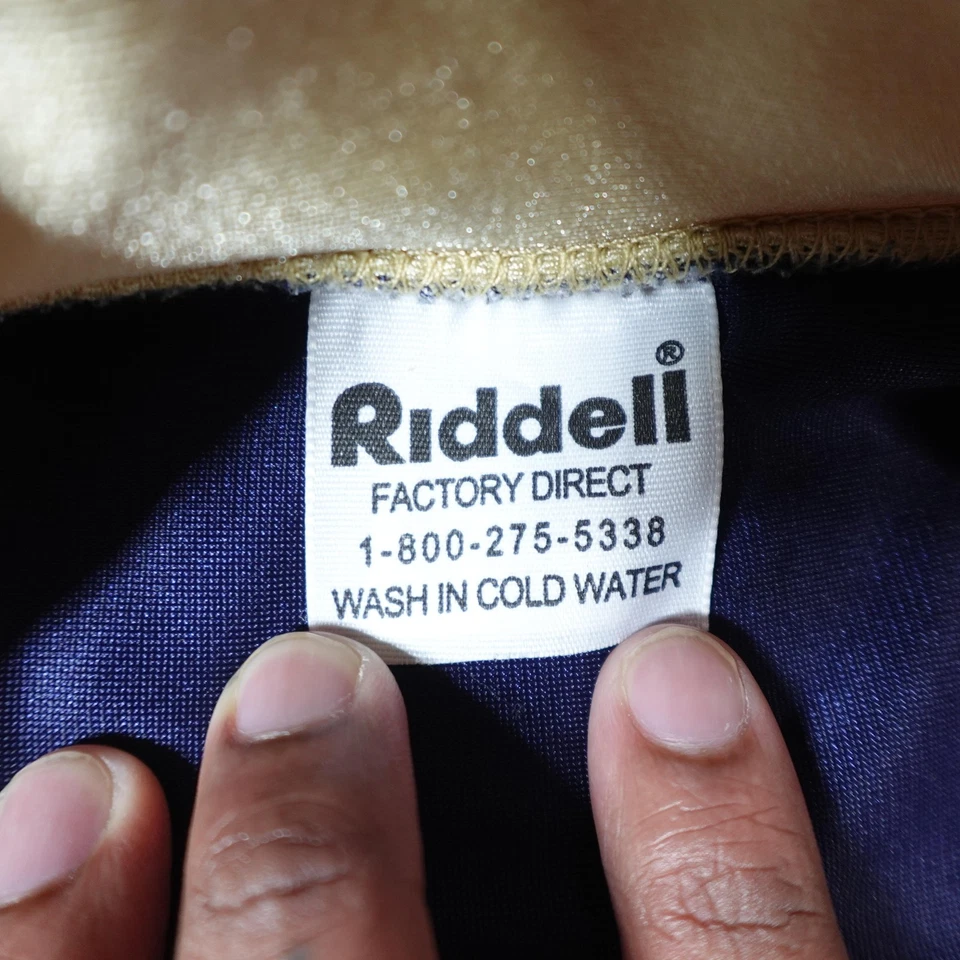 Riddell®
FACTORY DIRECT
1-800-275-5338
WASH IN COLD WATER